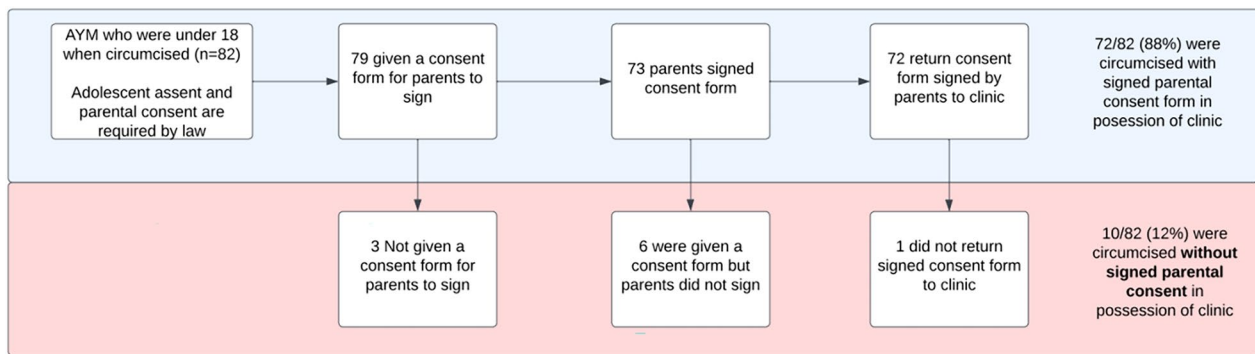 AYM who were under 18
when circumcised (n=82)
Adolescent assent and
parental consent are
required by law
79 given a consent
form for parents to
sign
73 parents signed
consent form
72 return consent
form signed by
parents to clinic
72/82 (88%) were
circumcised with
signed parental
consent form in
posession of clinic
3 Not given a
consent form for
parents to sign
6 were given a
consent form but
parents did not sign
1 did not return
signed consent form
to clinic
10/82 (12%) were
circumcised without
signed parental
consent in
possession of clinic